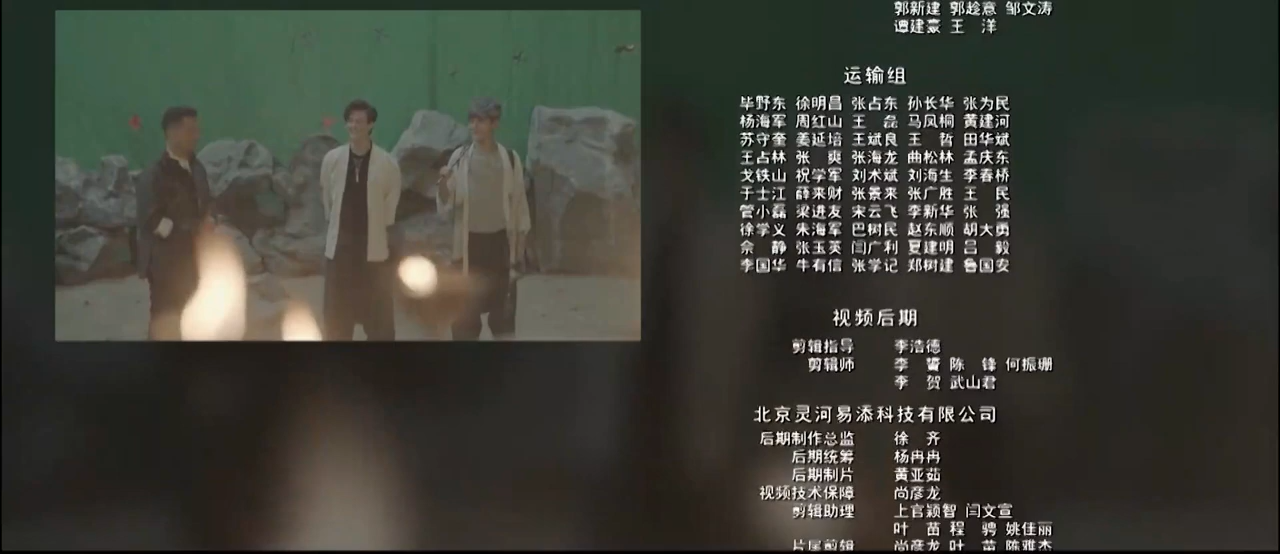 郭新建 郭趁意 邹文涛
谭建豪 王 洋
运输组
毕野东 徐明昌 张占东 孙长华 张为民
杨海军 周红山 王 磊 马凤桐 黄建河
苏守奎 姜延培 王斌良 王 哲 田华斌
王占林 张 爽 张海龙 曲松林 孟庆东
戈铁山 祝学军 刘术斌 刘海生 李春桥
于士江 薛来财 张景来 张广胜 王 民
管小磊 梁进友 宋云飞 李新华 张 强
徐学义 朱海军 巴树民 赵东顺 胡大勇
佘 静 张玉英 闫广利 夏建明 吕 毅
李国华 牛有信 张学记 郑树建 鲁国安
视频后期
剪辑指导 李浩德
剪辑师 李 陈 锋 何振珊
李 贺 武山君
北京灵河易添科技有限公司
后期制作总监 徐 齐
后期统筹 杨冉冉
后期制片 黄亚茹
视频技术保障 尚彦龙
剪辑助理 上官颖智 闫文宣
叶 苗 程 骋 姚佳丽
片尾剪辑 尚彦龙 叶 苗 陈雅杰